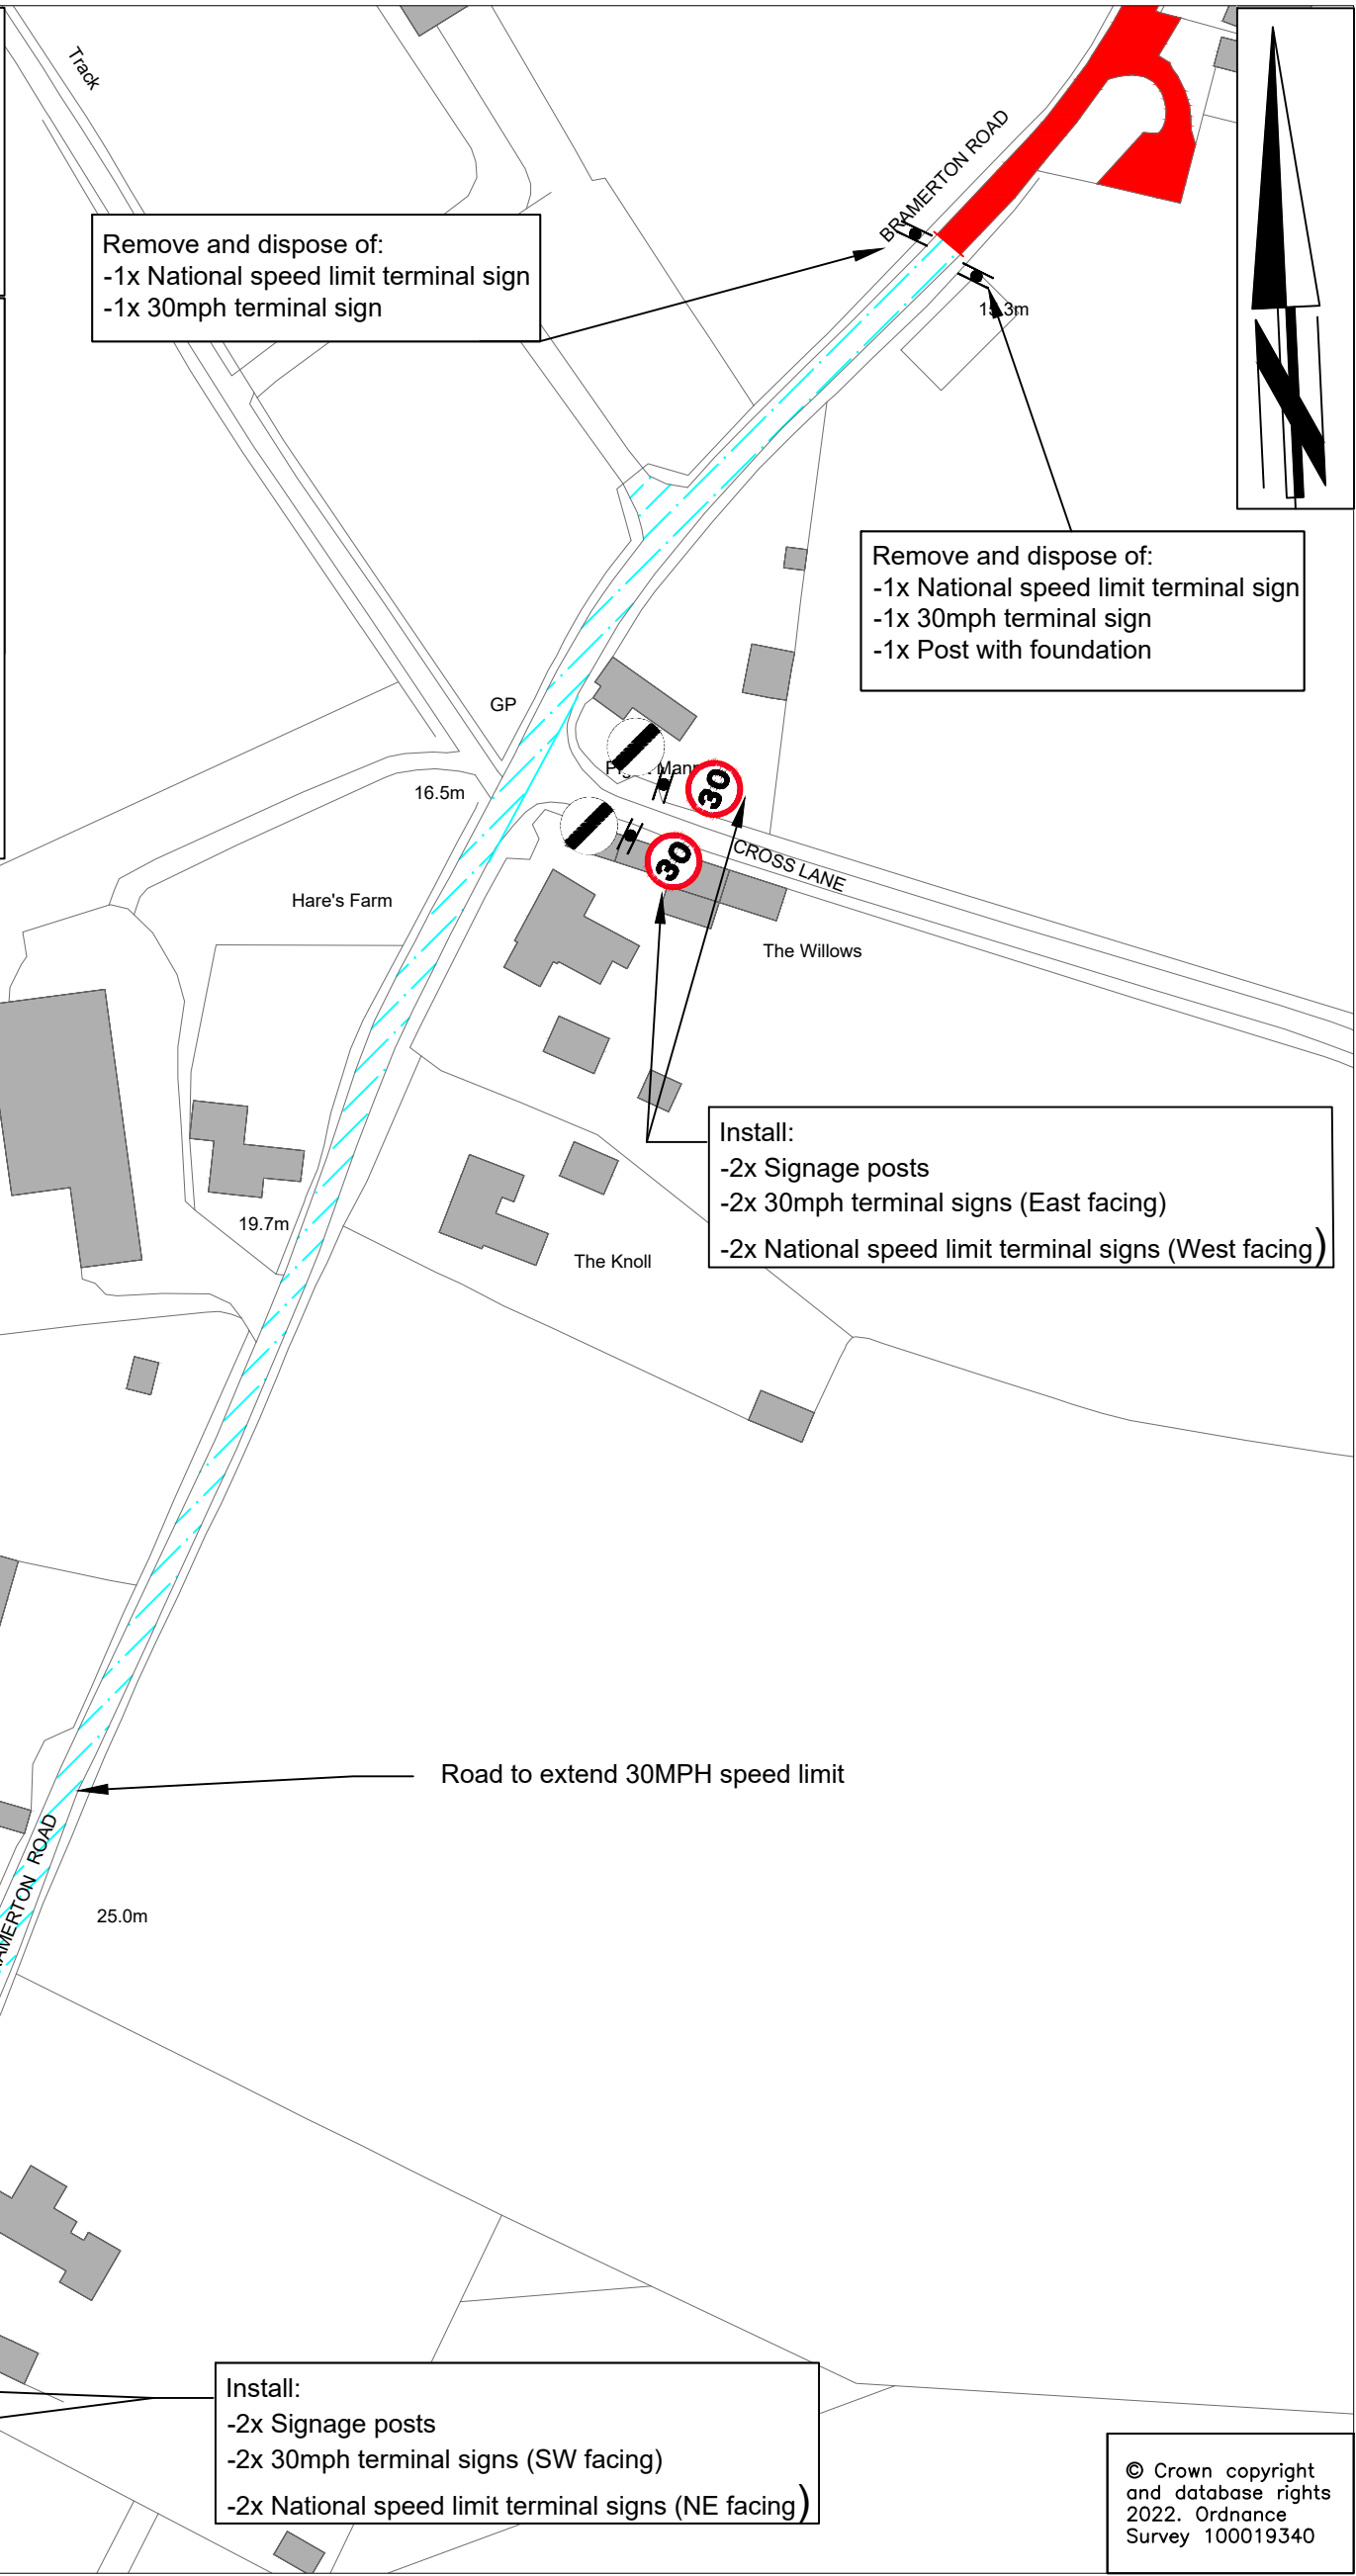 Track
BRAMERTON ROAD
Remove and dispose of:
-1x National speed limit terminal sign
-1x 30mph terminal sign
N
Remove and dispose of:
-1x National speed limit terminal sign
-1x 30mph terminal sign
-1x Post with foundation
GP
16.5m
30
30
CROSS LANE
Hare's Farm
The Willows
Install:
-2x Signage posts
-2x 30mph terminal signs (East facing)
-2x National speed limit terminal signs (West facing)
19.7m
The Knoll
Road to extend 30MPH speed limit
AMERTON ROAD
25.0m
Install:
-2x Signage posts
-2x 30mph terminal signs (SW facing)
-2x National speed limit terminal signs (NE facing)
© Crown copyright
and database rights
2022. Ordnance
Survey 100019340